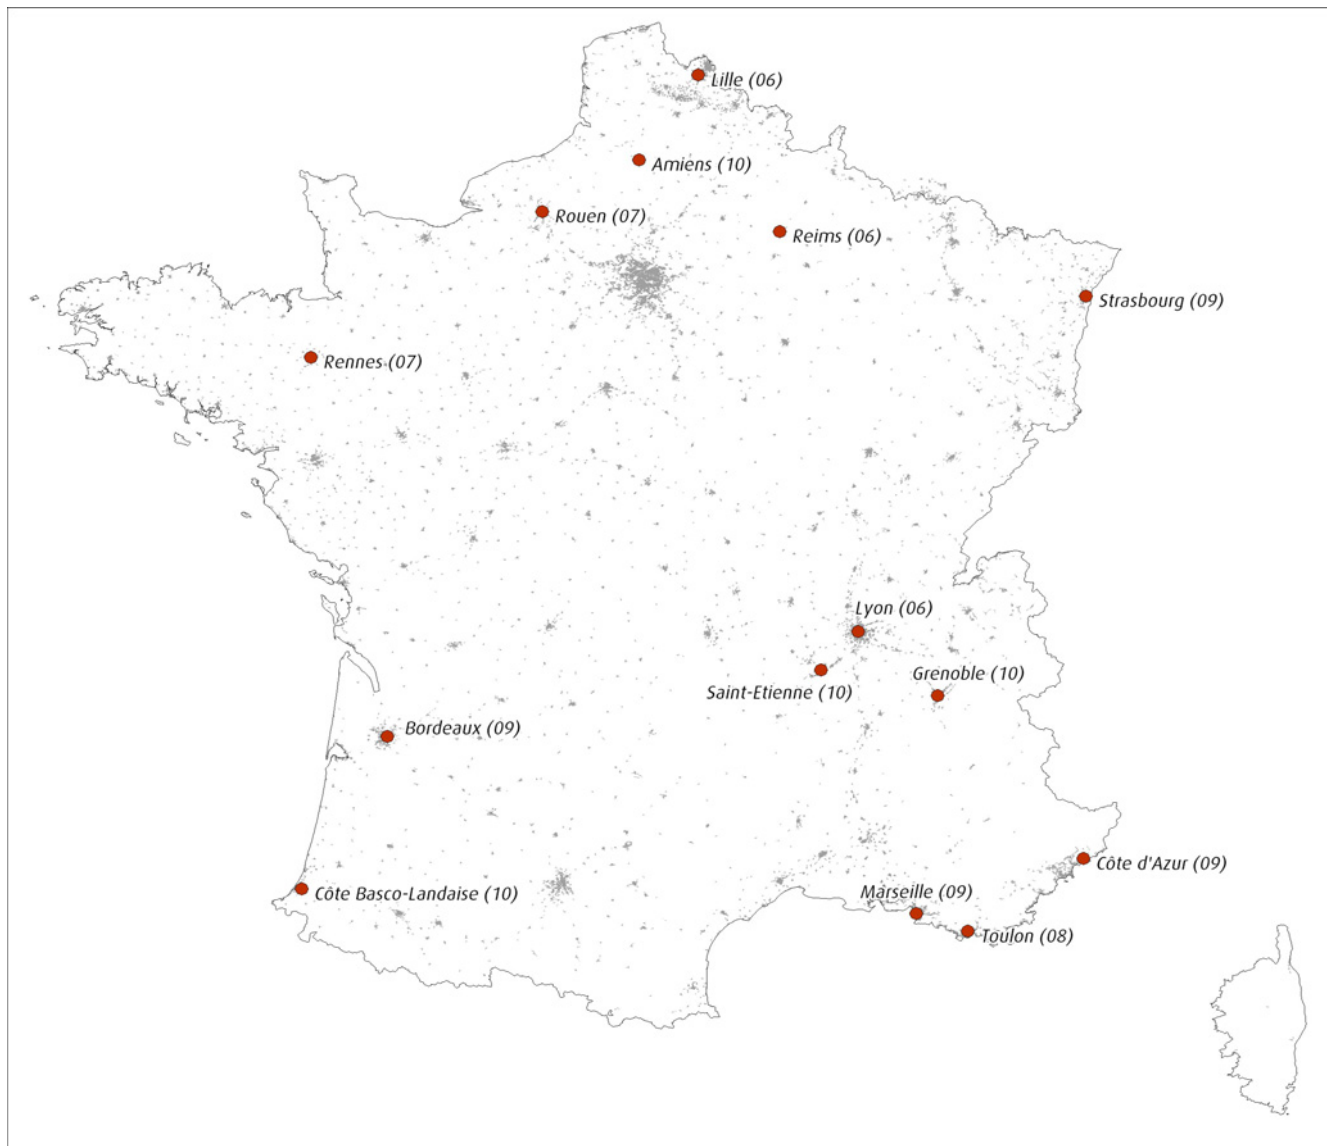 Lille (06)
Amiens (10)
Rouen (07)
Reims (06)
Strasbourg (09)
Rennes (07)
Lyon (06)
Saint-Etienne (10)
Grenoble (10)
Bordeaux (09)
Côte d'Azur (09)
Côte Basco-Landaise (10)
Marseille (09)
Toulon (08)